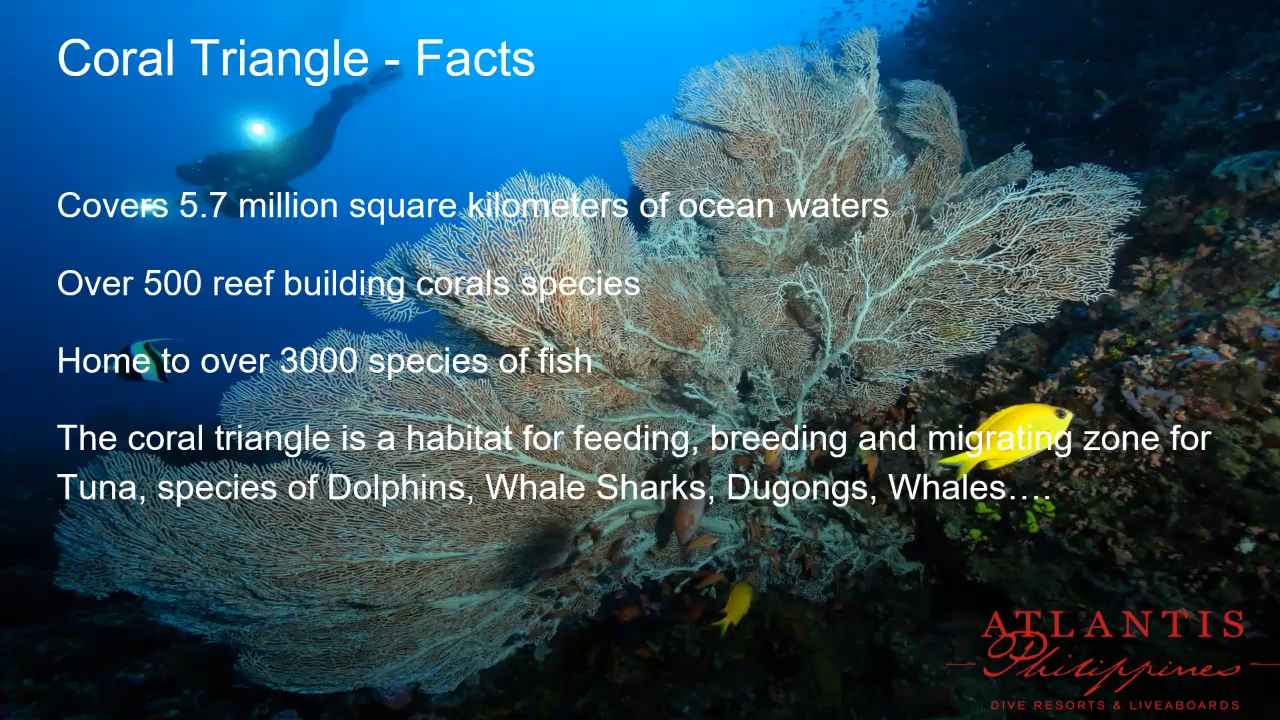 Coral Triangle - Facts
Covers 5.7 million square kilometers of ocean waters
Over 500 reef building corals species
Home to over 3000 species of fish
The coral triangle is a habitat for feeding, breeding and migrating zone for
Tuna, species of Dolphins, Whale Sharks, Dugongs, Whales….
ATLANTIS
Philippines
DIVE RESORTS & LIVEABOARDS